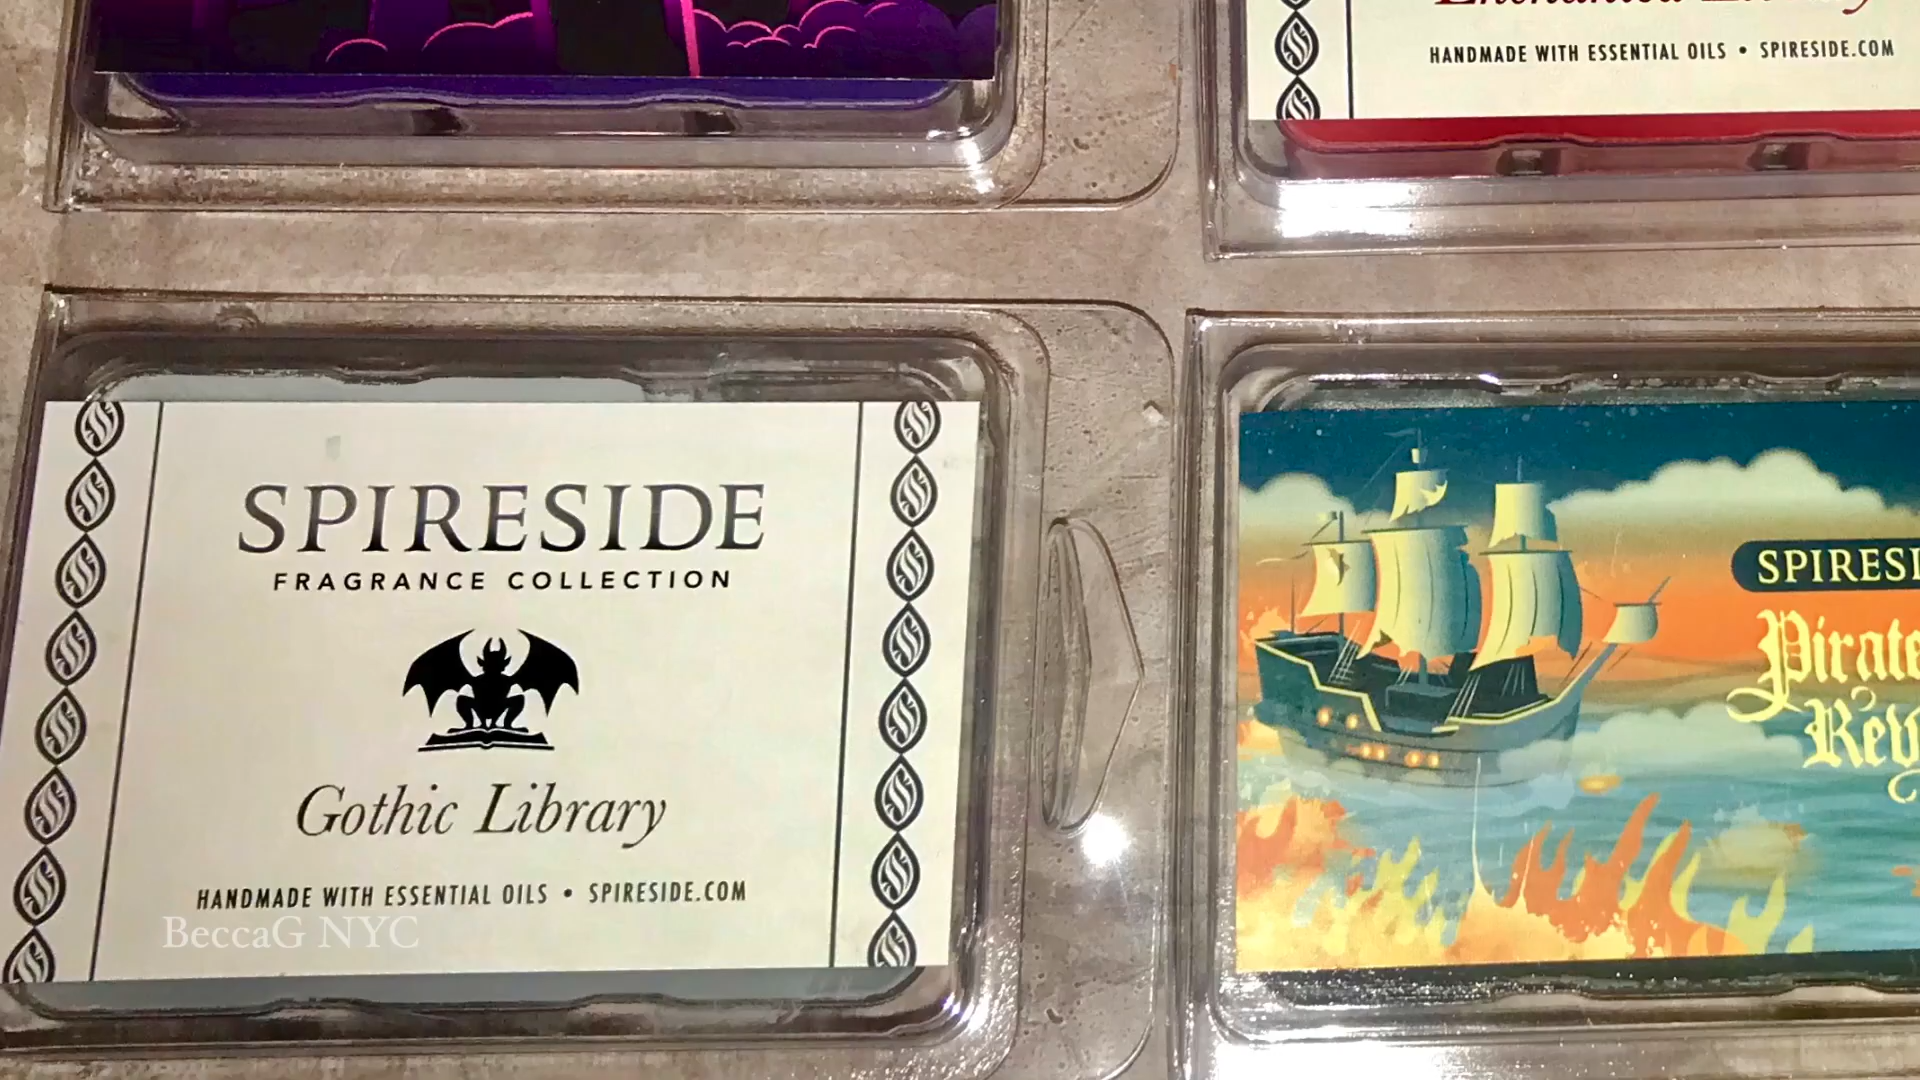 HANDMADE WITH ESSENTIAL OILS • SPIRESIDE.COM
SPIRESIDE
FRAGRANCE COLLECTION
Gothic Library
HANDMADE WITH ESSENTIAL OILS • SPIRESIDE.COM
BeccaG NYC